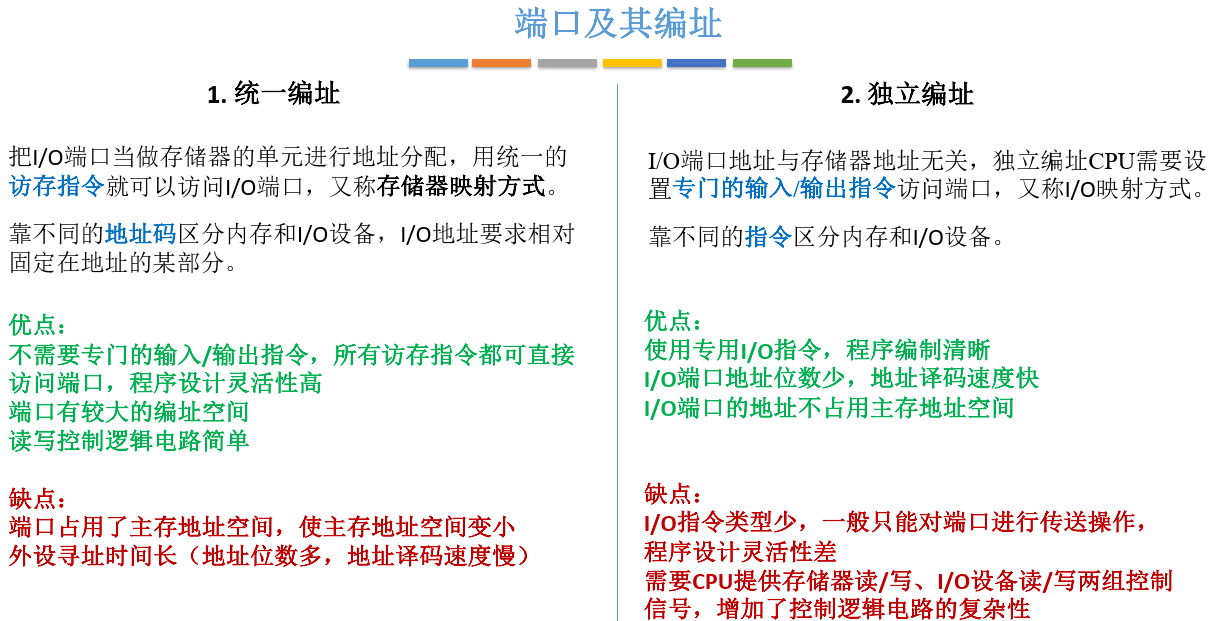 端口及其编址
1. 统一编址
把I/O端口当做存储器的单元进行地址分配，用统一的
访存指令就可以访问I/O端口，又称存储器映射方式。
靠不同的地址码区分内存和I/O设备，I/O地址要求相对
固定在地址的某部分。
优点：
不需要专门的输入/输出指令，所有访存指令都可直接
访问端口，程序设计灵活性高
端口有较大的编址空间
读写控制逻辑电路简单
缺点：
端口占用了主存地址空间，使主存地址空间变小
外设寻址时间长（地址位数多，地址译码速度慢）
2. 独立编址
I/O端口地址与存储器地址无关，独立编址CPU需要设
置专门的输入/输出指令访问端口，又称I/O映射方式。
靠不同的指令区分内存和I/O设备。
优点：
使用专用I/O指令，程序编制清晰
I/O端口地址位数少，地址译码速度快
I/O端口的地址不占用主存地址空间
缺点：
I/O指令类型少，一般只能对端口进行传送操作，
程序设计灵活性差
需要CPU提供存储器读/写、I/O设备读/写两组控制
信号，增加了控制逻辑电路的复杂性